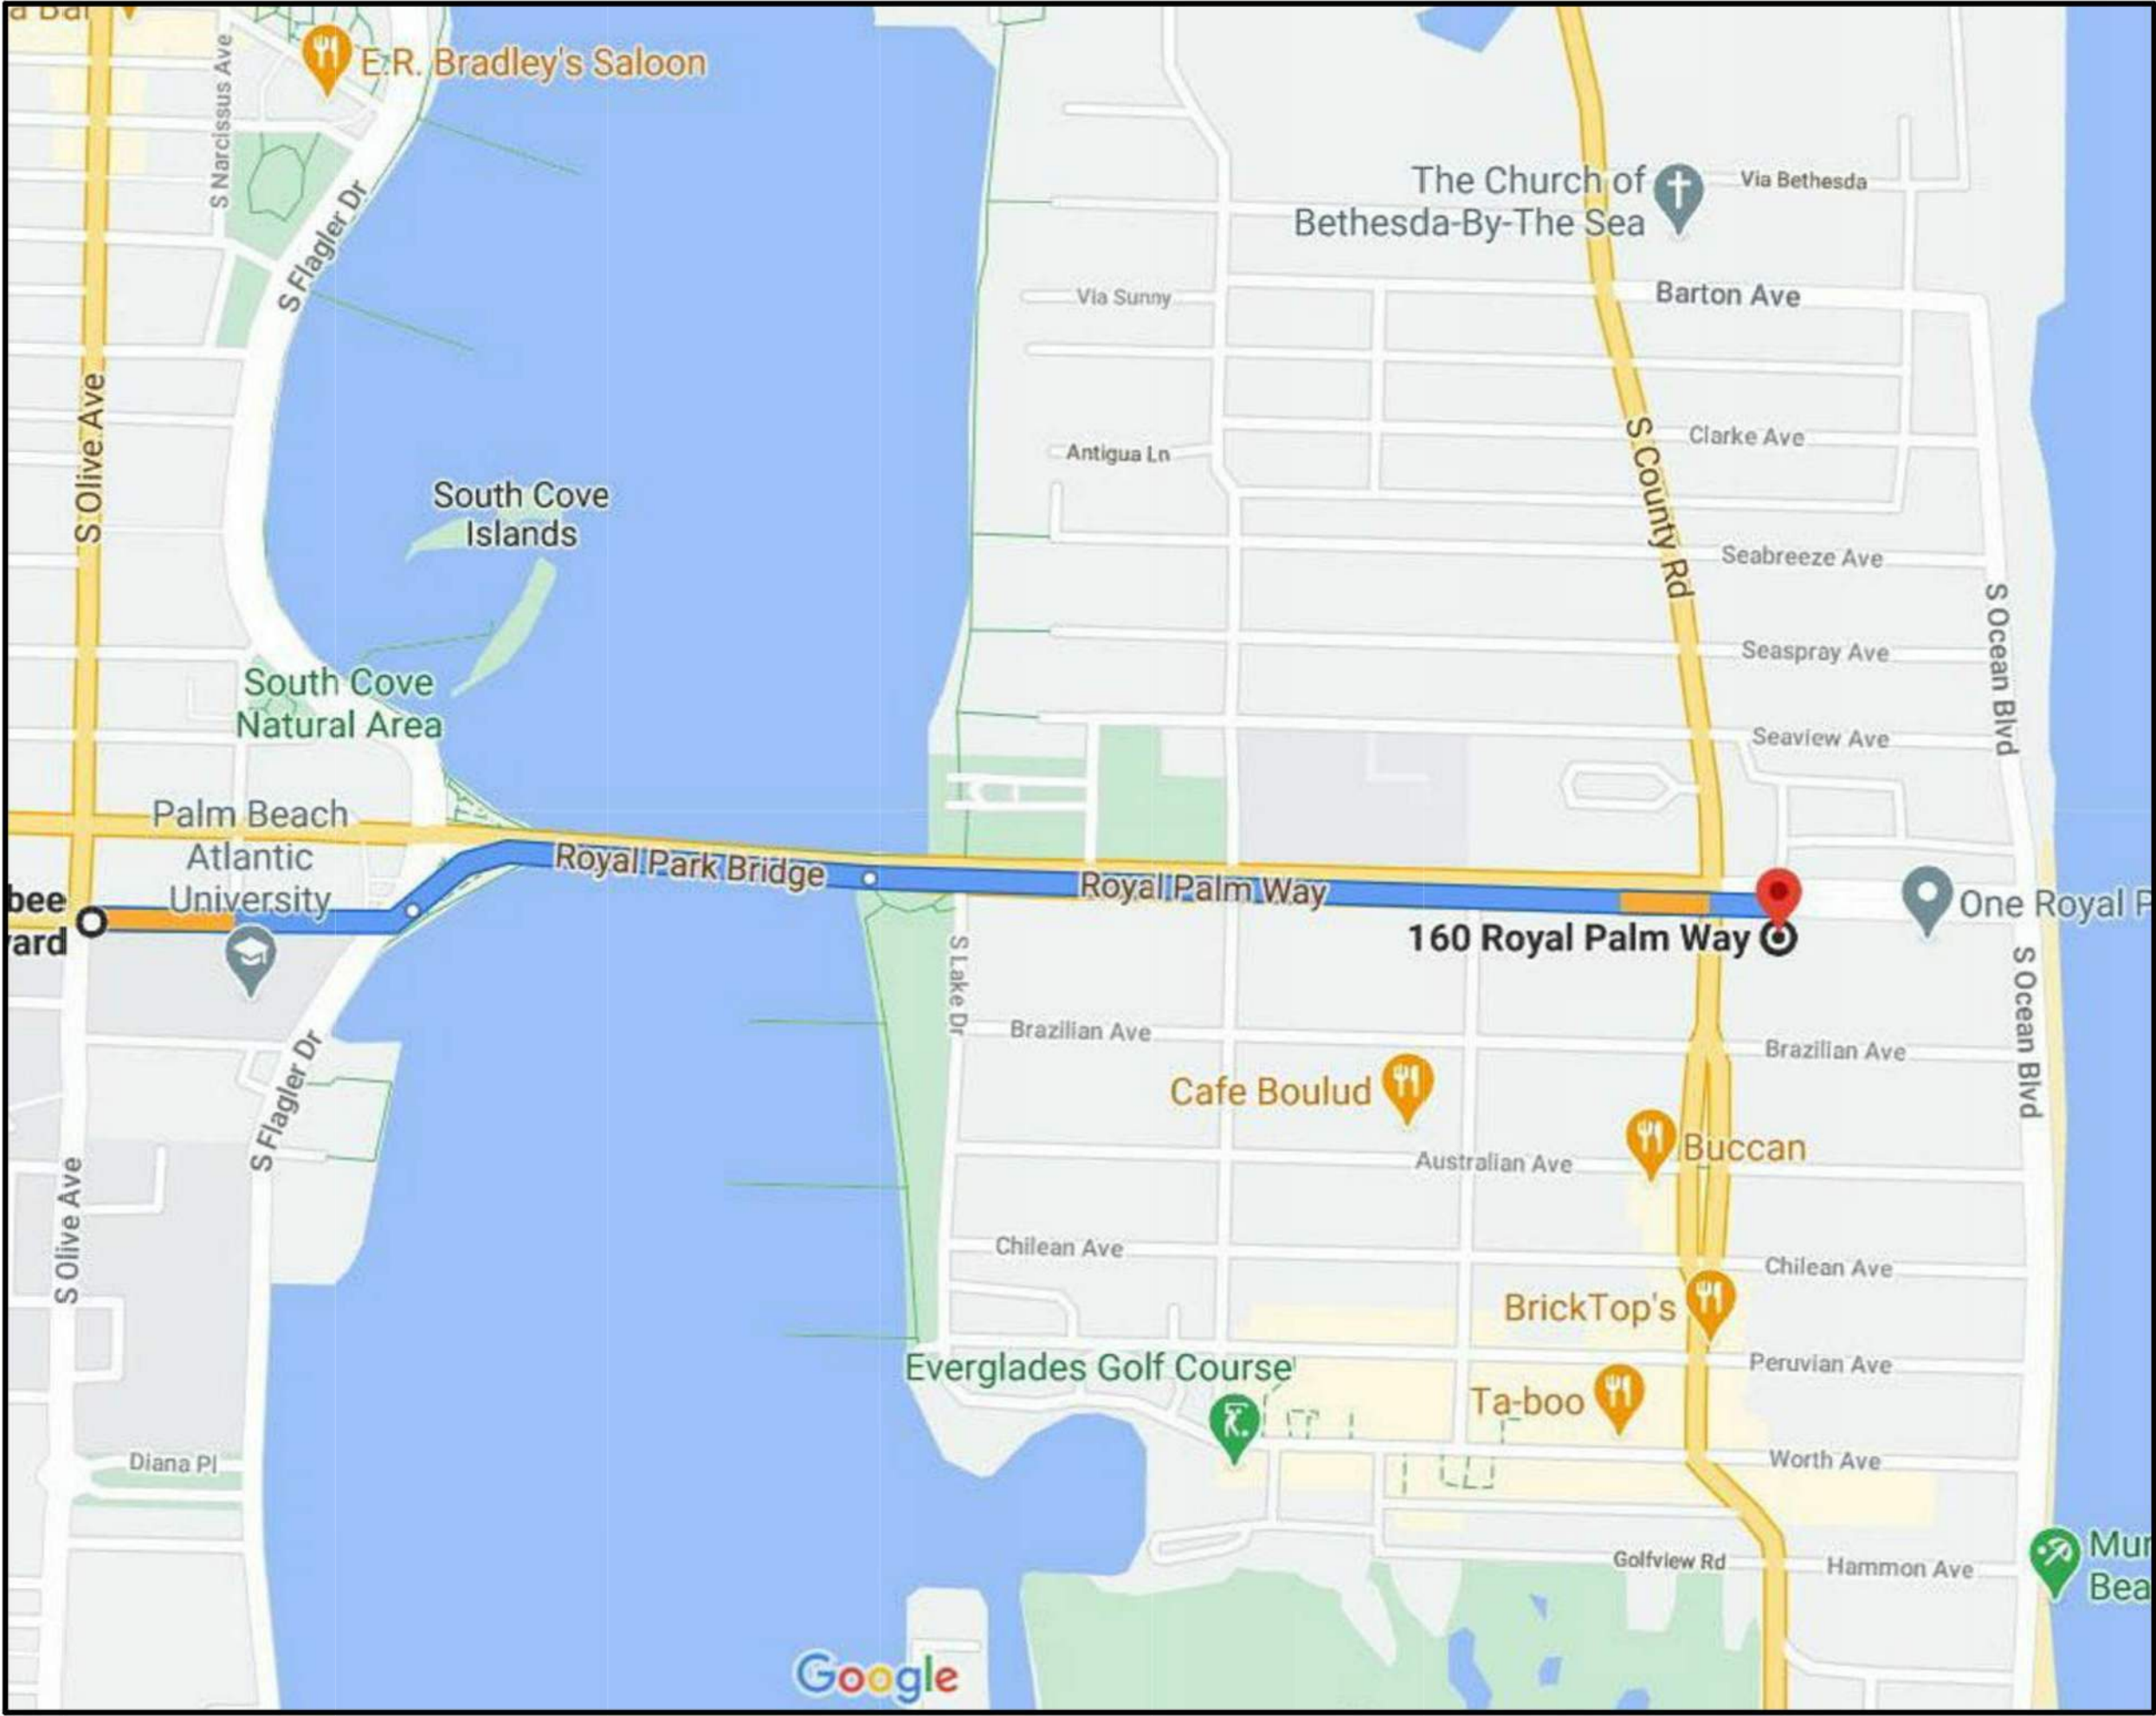 E.R. Bradley's Saloon
S Narcissus Ave
S Flagler Dr
S Olive Ave
The Church of
Bethesda-By-The Sea
Via Bethesda
Barton Ave
Via Sunny
S County Rd
Clarke Ave
Antigua Ln
South Cove
Islands
Seabreeze Ave
S Ocean Blvd
Seaspray Ave
South Cove
Natural Area
Seaview Ave
Palm Beach
Atlantic
University
Royal Park Bridge
Royal Palm Way
bee
ard
160 Royal Palm Way
One Royal P
S Lake Dr
S Ocean Blvd
Brazilian Ave
Brazilian Ave
Cafe Boulud
S Flagler Dr
Buccan
Australian Ave
S Olive Ave
Chilean Ave
Chilean Ave
BrickTop's
Everglades Golf Course
Peruvian Ave
Ta-boo
Diana Pl
Worth Ave
Golfview Rd
Hammon Ave
Mur
Bea
Google